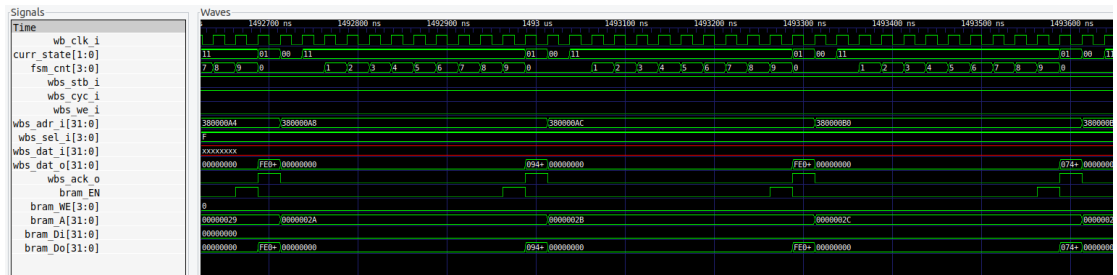 Signals
Waves
Time
1492700 ns 1492800 ns 1492900 ns 1493 us 1493100 ns 1493200 ns 1493300 ns 1493400 ns 1493500 ns 1493600 ns
wb_clk_i
curr_state[1:0] 11 01 00 11 01 00 11 01 00 11 01 00 11
fsm_cnt[3:0] 7 8 9 0 1 2 3 4 5 6 7 8 9 0 1 2 3 4 5 6 7 8 9 0 1 2 3 4 5 6 7 8 9 0
wbs_stb_i
wbs_cyc_i
wbs_we_i
wbs_adr_i[31:0] 380000A4 380000A8 380000AC 380000B0 380000B
wbs_sel_i[3:0] F
wbs_dat_i[31:0] xxxxxxxx
wbs_dat_o[31:0] 00000000 FE0+ 00000000 094+ 00000000 FE0+ 00000000 074+ 000000
wbs_ack_o
bram_EN
bram_WE[3:0] 0
bram_A[31:0] 00000029 0000002A 0000002B 0000002C 0000002
bram_Di[31:0] 00000000
bram_Do[31:0] 00000000 FE0+ 00000000 094+ 00000000 FE0+ 00000000 074+ 000000